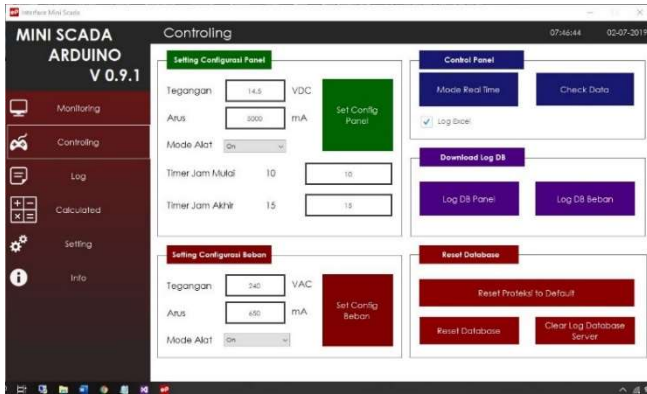 Interface Mini Scada
MINI SCADA
ARDUINO
V 0.9.1
Controling
07:46:44 02-07-2019
Monitoring
Controling
Log
Calculated
Setting
Info
Setting Configurasi Panel
Tegangan 14.5 VDC
Arus 5000 mA
Mode Alat On
Set Config
Panel
Timer Jam Mulai 10 10
Timer Jam Akhir 15 15
Setting Configurasi Beban
Tegangan 240 VAC
Arus 650 mA
Mode Alat On
Set Config
Beban
Control Panel
Mode Real Time Check Data
Log Excel
Download Log DB
Log DB Panel Log DB Beban
Reset Database
Reset Proteksi to Default
Reset Database Clear Log Database
Server